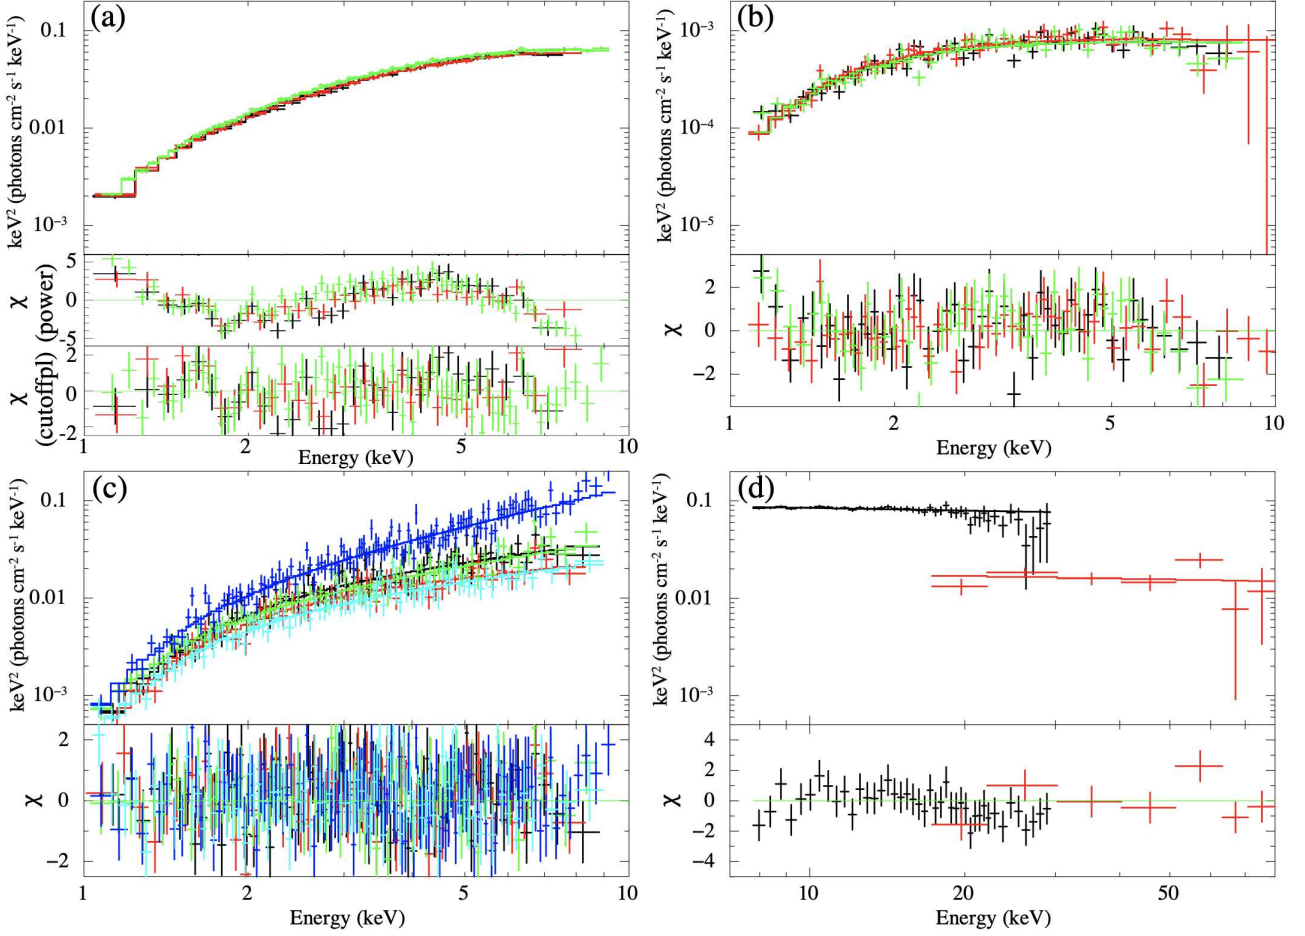 (a)
keV² (photons cm⁻² s⁻¹ keV⁻¹)
0.1
0.01
10⁻³
χ
(power)
5
0
−5
χ
(cutoffpl)
2
0
−2
1
2
5
10
Energy (keV)
(b)
keV² (photons cm⁻² s⁻¹ keV⁻¹)
10⁻³
10⁻⁴
10⁻⁵
χ
2
0
−2
1
2
5
10
Energy (keV)
(c)
keV² (photons cm⁻² s⁻¹ keV⁻¹)
0.1
0.01
10⁻³
χ
2
0
−2
1
2
5
10
Energy (keV)
(d)
keV² (photons cm⁻² s⁻¹ keV⁻¹)
0.1
0.01
10⁻³
χ
4
2
0
−2
−4
10
20
50
Energy (keV)